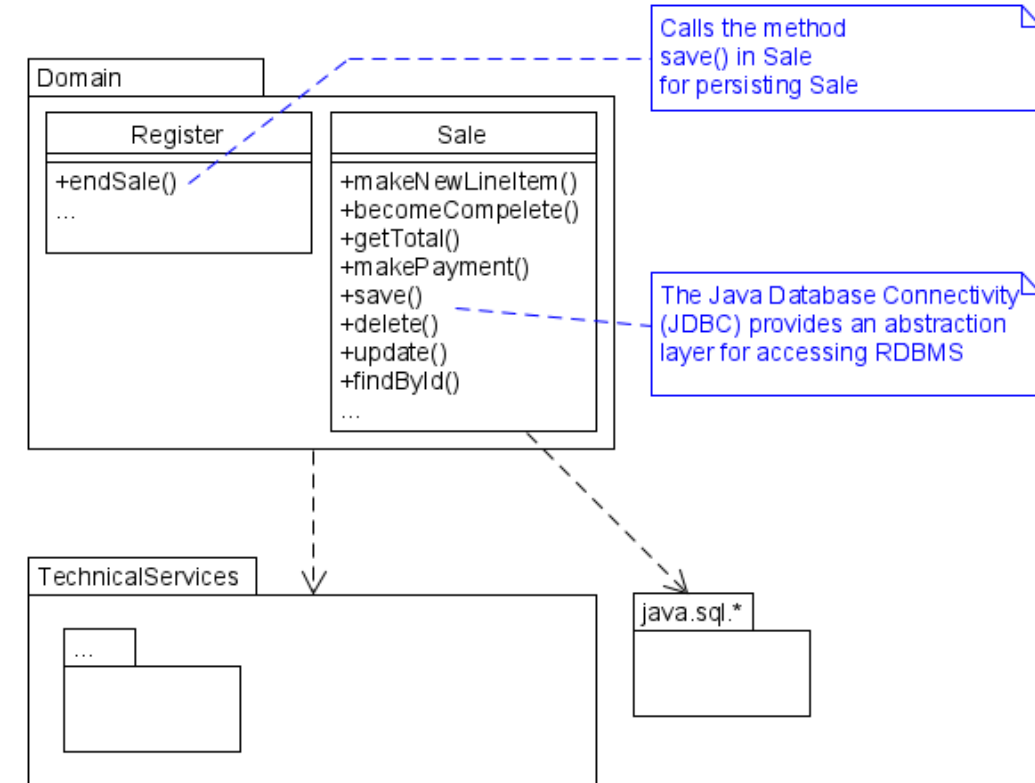 Calls the method
save() in Sale
for persisting Sale
Domain
Register
+endSale()
...
Sale
+makeNewLineItem()
+becomeCompelete()
+getTotal()
+makePayment()
+save()
+delete()
+update()
+findById()
...
The Java Database Connectivity
(JDBC) provides an abstraction
layer for accessing RDBMS
TechnicalServices
...
java.sql.*